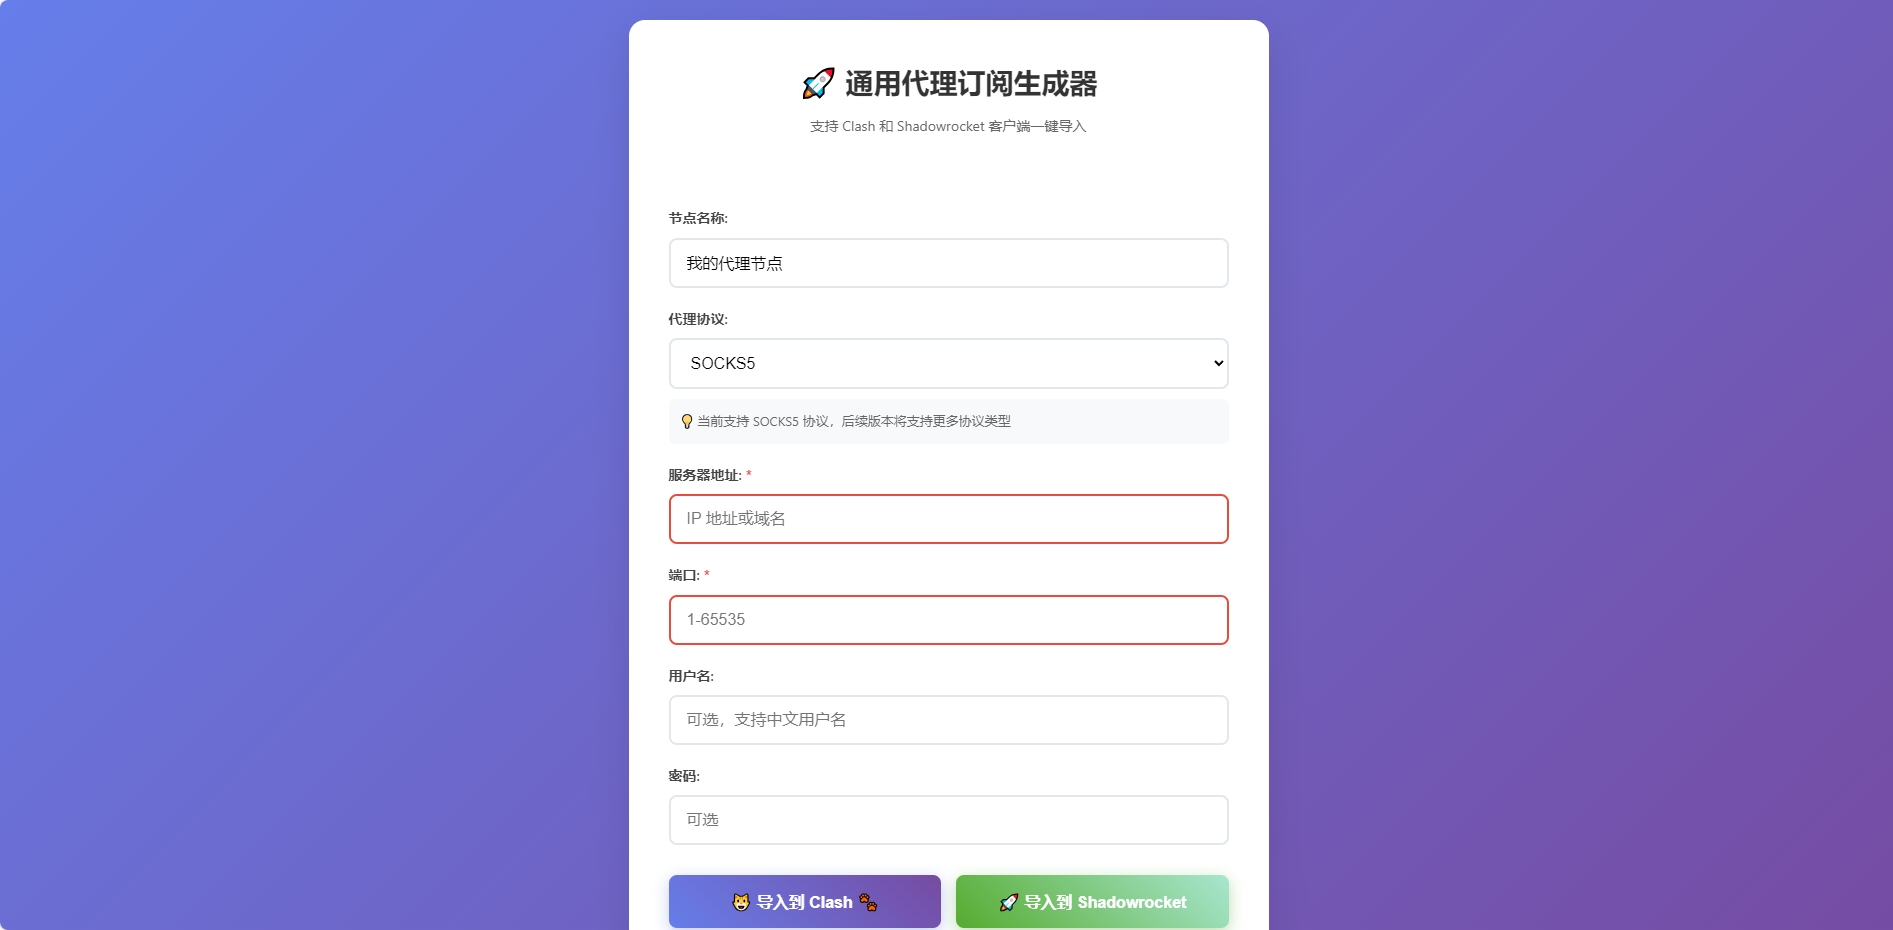 🚀 通用代理订阅生成器
支持 Clash 和 Shadowrocket 客户端一键导入
节点名称:
我的代理节点
代理协议:
SOCKS5
💡 当前支持 SOCKS5 协议，后续版本将支持更多协议类型
服务器地址: *
IP 地址或域名
端口: *
1-65535
用户名:
可选，支持中文用户名
密码:
可选
🐱 导入到 Clash 🐾
🚀 导入到 Shadowrocket